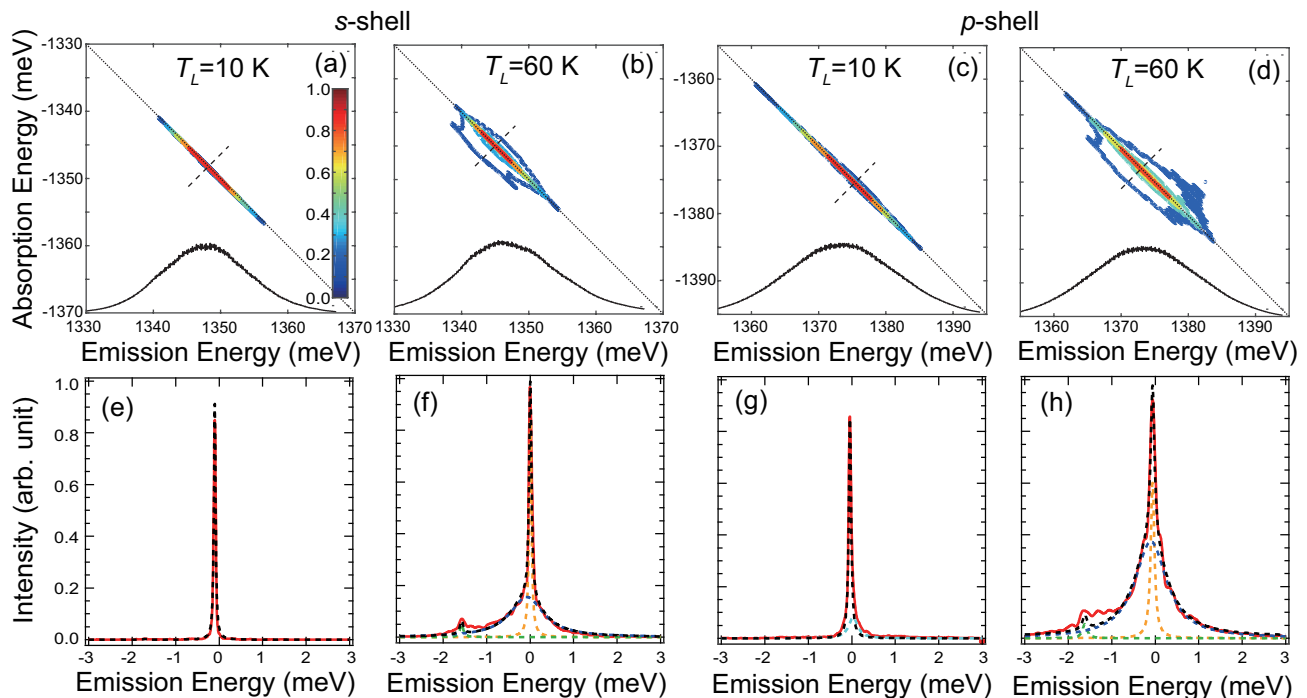 s-shell
p-shell
Absorption Energy (meV)
-1330
-1340
-1350
-1360
-1370
T_L=10 K
(a)
1.0
0.8
0.6
0.4
0.2
0.0
1330 1340 1350 1360 1370
Emission Energy (meV)
T_L=60 K
(b)
1330 1340 1350 1360 1370
Emission Energy (meV)
-1360
-1370
-1380
-1390
T_L=10 K
(c)
1360 1370 1380 1390
Emission Energy (meV)
T_L=60 K
(d)
1360 1370 1380 1390
Emission Energy (meV)
Intensity (arb. unit)
1.0
0.8
0.6
0.4
0.2
0.0
(e)
-3 -2 -1 0 1 2 3
Emission Energy (meV)
(f)
-3 -2 -1 0 1 2 3
Emission Energy (meV)
(g)
-3 -2 -1 0 1 2 3
Emission Energy (meV)
(h)
-3 -2 -1 0 1 2 3
Emission Energy (meV)